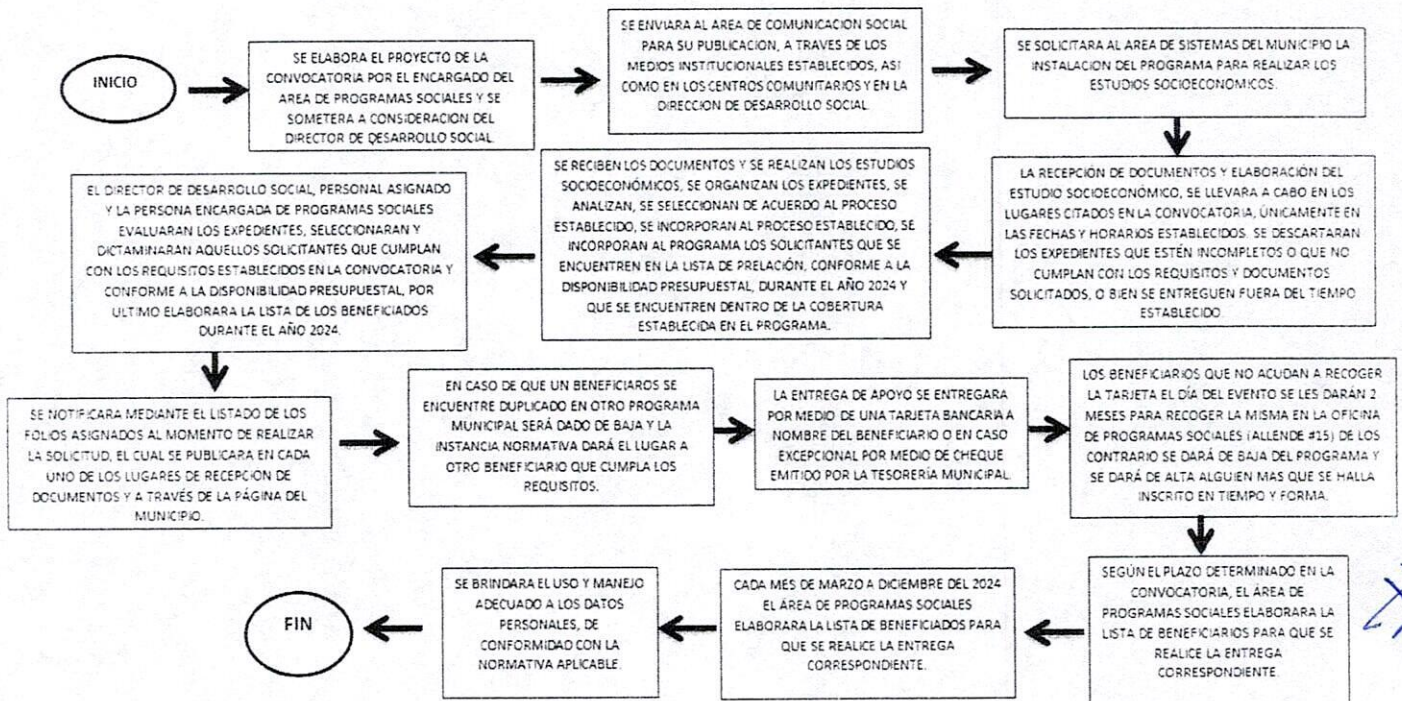 INICIO
SE ELABORA EL PROYECTO DE LA
CONVOCATORIA POR EL ENCARGADO DEL
AREA DE PROGRAMAS SOCIALES Y SE
SOMETERA A CONSIDERACION DEL
DIRECTOR DE DESARROLLO SOCIAL.
SE ENVIARA AL AREA DE COMUNICACION SOCIAL
PARA SU PUBLICACION, A TRAVES DE LOS
MEDIOS INSTITUCIONALES ESTABLECIDOS, ASI
COMO EN LOS CENTROS COMUNITARIOS Y EN LA
DIRECCION DE DESARROLLO SOCIAL.
SE SOLICITARA AL AREA DE SISTEMAS DEL MUNICIPIO LA
INSTALACION DEL PROGRAMA PARA REALIZAR LOS
ESTUDIOS SOCIOECONOMICOS.
LA RECEPCIÓN DE DOCUMENTOS Y ELABORACIÓN DEL
ESTUDIO SOCIOECONÓMICO, SE LLEVARA A CABO EN LOS
LUGARES CITADOS EN LA CONVOCATORIA, ÚNICAMENTE EN
LAS FECHAS Y HORARIOS ESTABLECIDOS. SE DESCARTARAN
LOS EXPEDIENTES QUE ESTÉN INCOMPLETOS O QUE NO
CUMPLAN CON LOS REQUISITOS Y DOCUMENTOS
SOLICITADOS, O BIEN SE ENTREGUEN FUERA DEL TIEMPO
ESTABLECIDO.
SE RECIBEN LOS DOCUMENTOS Y SE REALIZAN LOS ESTUDIOS
SOCIOECONÓMICOS, SE ORGANIZAN LOS EXPEDIENTES, SE
ANALIZAN, SE SELECCIONAN DE ACUERDO AL PROCESO
ESTABLECIDO, SE INCORPORAN AL PROCESO ESTABLECIDO, SE
INCORPORAN AL PROGRAMA LOS SOLICITANTES QUE SE
ENCUENTREN EN LA LISTA DE PRELACIÓN, CONFORME A LA
DISPONIBILIDAD PRESUPUESTAL, DURANTE EL AÑO 2024 Y
QUE SE ENCUENTREN DENTRO DE LA COBERTURA
ESTABLECIDA EN EL PROGRAMA.
EL DIRECTOR DE DESARROLLO SOCIAL, PERSONAL ASIGNADO
Y LA PERSONA ENCARGADA DE PROGRAMAS SOCIALES
EVALUARAN LOS EXPEDIENTES, SELECCIONARAN Y
DICTAMINARAN AQUELLOS SOLICITANTES QUE CUMPLAN
CON LOS REQUISITOS ESTABLECIDOS EN LA CONVOCATORIA Y
CONFORME A LA DISPONIBILIDAD PRESUPUESTAL, POR
ULTIMO ELABORARA LA LISTA DE LOS BENEFICIADOS
DURANTE EL AÑO 2024.
SE NOTIFICARA MEDIANTE EL LISTADO DE LOS
FOLIOS ASIGNADOS AL MOMENTO DE REALIZAR
LA SOLICITUD, EL CUAL SE PUBLICARA EN CADA
UNO DE LOS LUGARES DE RECEPCION DE
DOCUMENTOS Y A TRAVÉS DE LA PÁGINA DEL
MUNICIPIO.
EN CASO DE QUE UN BENEFICIAROS SE
ENCUENTRE DUPLICADO EN OTRO PROGRAMA
MUNICIPAL SERÁ DADO DE BAJA Y LA
INSTANCIA NORMATIVA DARÁ EL LUGAR A
OTRO BENEFICIARIO QUE CUMPLA LOS
REQUISITOS.
LA ENTREGA DE APOYO SE ENTREGARA
POR MEDIO DE UNA TARJETA BANCARIA A
NOMBRE DEL BENEFICIARIO O EN CASO
EXCEPCIONAL POR MEDIO DE CHEQUE
EMITIDO POR LA TESORERÍA MUNICIPAL.
LOS BENEFICIARIOS QUE NO ACUDAN A RECOGER
LA TARJETA EL DÍA DEL EVENTO SE LES DARÁN 2
MESES PARA RECOGER LA MISMA EN LA OFICINA
DE PROGRAMAS SOCIALES (ALLENDE #15) DE LOS
CONTRARIO SE DARÁ DE BAJA DEL PROGRAMA Y
SE DARÁ DE ALTA ALGUIEN MAS QUE SE HALLA
INSCRITO EN TIEMPO Y FORMA.
SEGÚN EL PLAZO DETERMINADO EN LA
CONVOCATORIA, EL ÁREA DE
PROGRAMAS SOCIALES ELABORARA LA
LISTA DE BENEFICIARIOS PARA QUE SE
REALICE LA ENTREGA
CORRESPONDIENTE.
CADA MES DE MARZO A DICIEMBRE DEL 2024
EL ÁREA DE PROGRAMAS SOCIALES
ELABORARA LA LISTA DE BENEFICIADOS PARA
QUE SE REALICE LA ENTREGA
CORRESPONDIENTE.
SE BRINDARA EL USO Y MANEJO
ADECUADO A LOS DATOS
PERSONALES, DE
CONFORMIDAD CON LA
NORMATIVA APLICABLE.
FIN